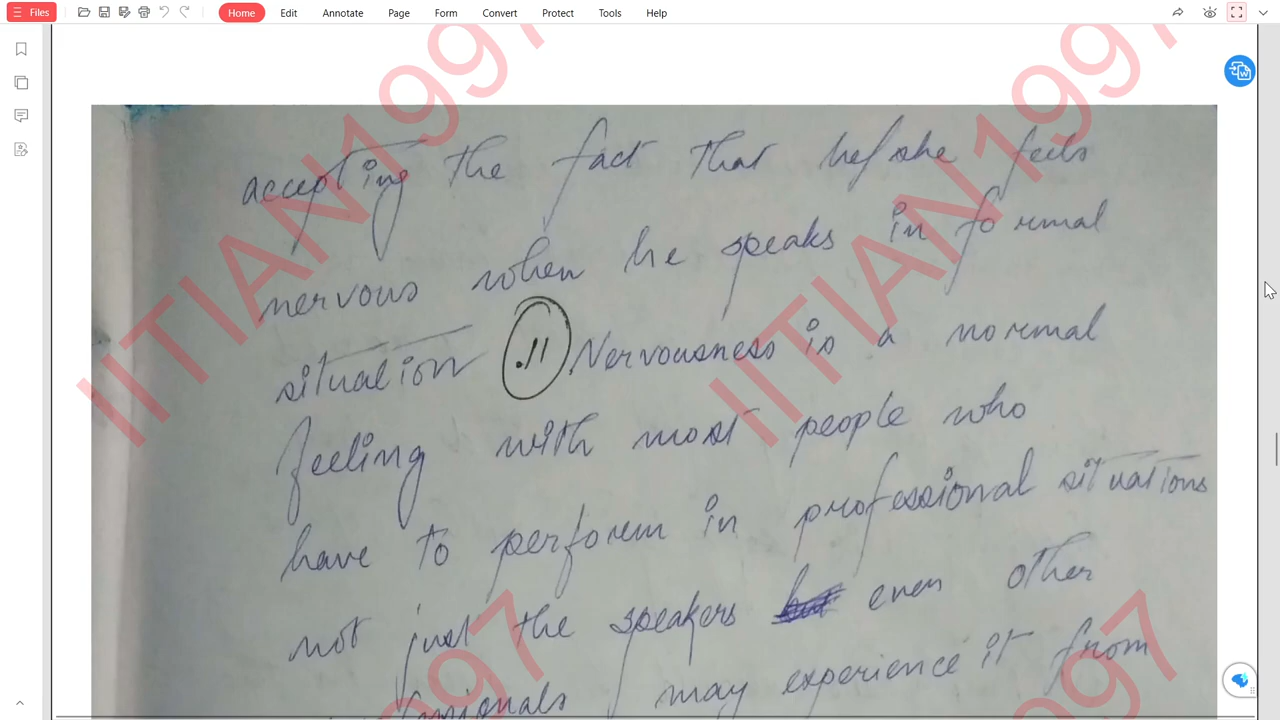 Files
Home Edit Annotate Page Form Convert Protect Tools Help
IITIAN1997
IITIAN1997
accepting the fact that he/she feels
nervous when he speaks in formal
situation .11 Nervousness is a normal
feeling with most people who
have to perform in professional situations
not just the speakers even other
may experience it from